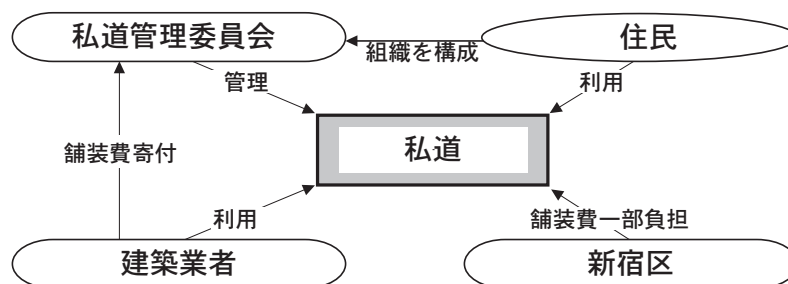 私道管理委員会
住民
組織を構成
管理
利用
私道
舗装費寄付
利用
舗装費一部負担
建築業者
新宿区